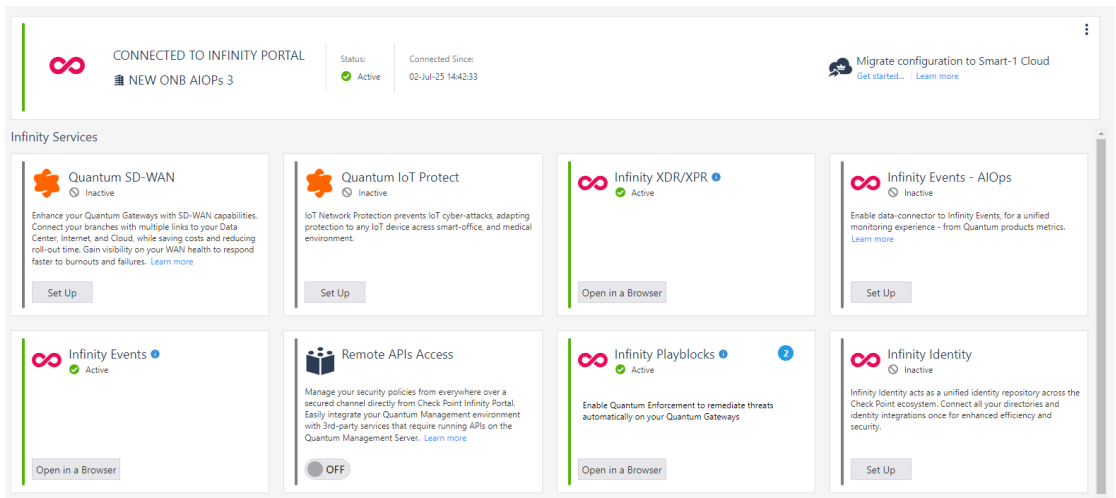 CONNECTED TO INFINITY PORTAL
NEW ONB AIOPs 3
Status:
Active
Connected Since:
02-Jul-25 14:42:33
Migrate configuration to Smart-1 Cloud
Get started... Learn more
Infinity Services
Quantum SD-WAN
Inactive
Enhance your Quantum Gateways with SD-WAN capabilities.
Connect your branches with multiple links to your Data
Center, Internet, and Cloud, while saving costs and reducing
roll-out time. Gain visibility on your WAN health to respond
faster to burnouts and failures. Learn more
Set Up
Quantum IoT Protect
Inactive
IoT Network Protection prevents IoT cyber-attacks, adapting
protection to any IoT device across smart-office, and medical
environment.
Set Up
Infinity XDR/XPR
Active
Open in a Browser
Infinity Events - AIOps
Inactive
Enable data-connector to Infinity Events, for a unified
monitoring experience - from Quantum products metrics.
Learn more
Set Up
Infinity Events
Active
Open in a Browser
Remote APIs Access
Manage your security policies from everywhere over a
secured channel directly from Check Point Infinity Portal.
Easily integrate your Quantum Management environment
with 3rd-party services that require running APIs on the
Quantum Management Server. Learn more
OFF
Infinity Playblocks
2
Active
Enable Quantum Enforcement to remediate threats
automatically on your Quantum Gateways
Open in a Browser
Infinity Identity
Inactive
Infinity Identity acts as a unified identity repository across the
Check Point ecosystem. Connect all your directories and
identity integrations once for enhanced efficiency and
security.
Set Up